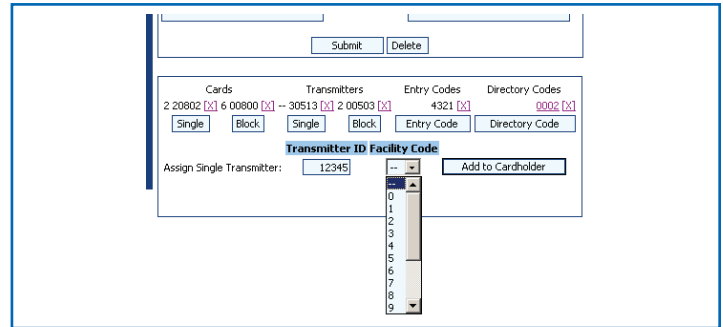 Submit Delete
Cards Transmitters Entry Codes Directory Codes
2 20802 [X] 6 00800 [X] -- 30513 [X] 2 00503 [X] 4321 [X] 0002 [X]
Single Block Single Block Entry Code Directory Code
Transmitter ID Facility Code
Assign Single Transmitter: 12345 -- Add to Cardholder
--
0
1
2
3
4
5
6
7
8
9